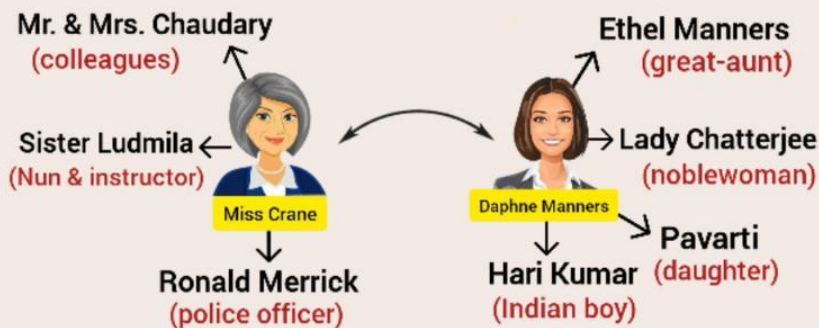 Mr. & Mrs. Chaudary
(colleagues)
Sister Ludmila
(Nun & instructor)
Miss Crane
Ronald Merrick
(police officer)
Ethel Manners
(great-aunt)
Lady Chatterjee
(noblewoman)
Daphne Manners
Pavarti
(daughter)
Hari Kumar
(Indian boy)